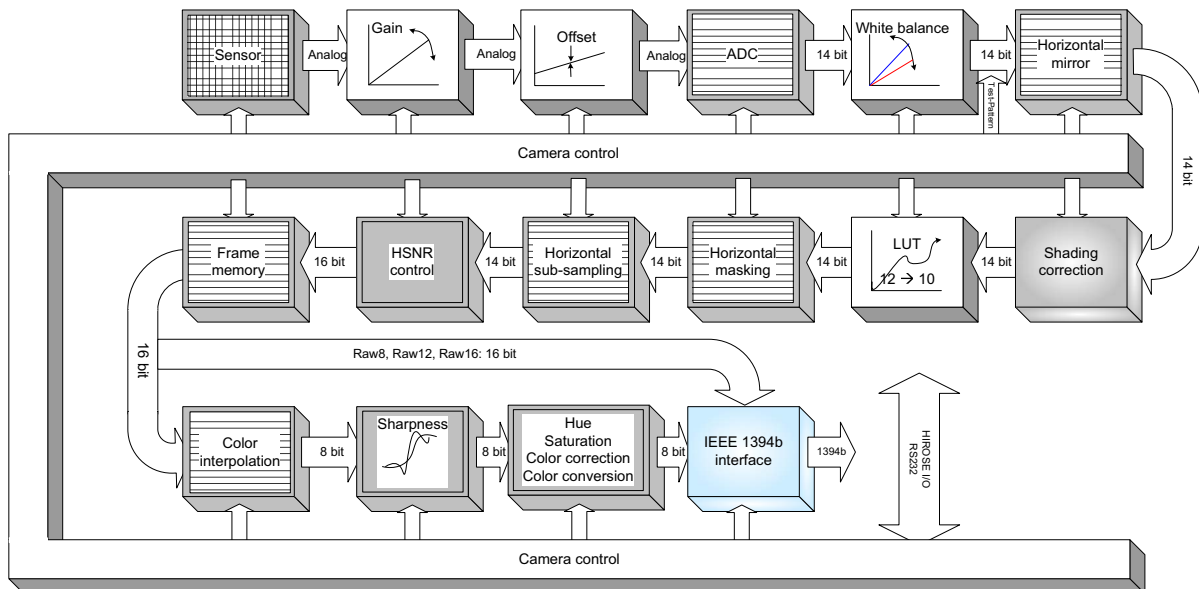 Sensor
Analog
Gain
Analog
Offset
Analog
ADC
14 bit
White balance
14 bit
Test-Pattern
Horizontal
mirror
14 bit
Camera control
Frame
memory
16 bit
HSNR
control
14 bit
Horizontal
sub-sampling
14 bit
Horizontal
masking
14 bit
LUT
12 → 10
14 bit
Shading
correction
16 bit
Raw8, Raw12, Raw16: 16 bit
Color
interpolation
8 bit
Sharpness
8 bit
Hue
Saturation
Color correction
Color conversion
8 bit
IEEE 1394b
interface
1394b
HIROSE I/O
RS232
Camera control